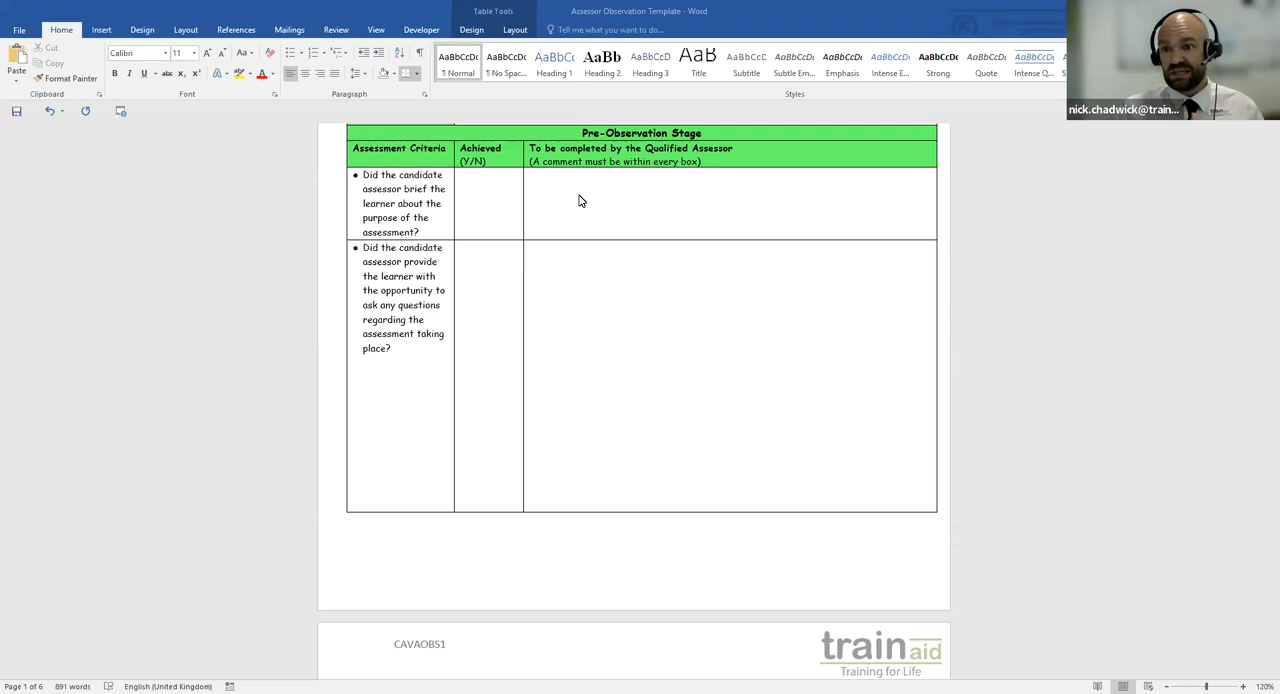 Table Tools
Assessor Observation Template - Word
File
Home
Insert
Design
Layout
References
Mailings
Review
View
Developer
Design
Layout
Tell me what you want to do...
Paste
Cut
Copy
Format Painter
Clipboard
Calibri
11
Font
Paragraph
AaBbCcDc
¶ Normal
AaBbCcDc
¶ No Spac...
AaBbCcD
Heading 1
AaBb
Heading 2
AaBbCcD
Heading 3
AaB
Title
AaBbCcD
Subtitle
AaBbCcDc
Subtle Em...
AaBbCcDc
Emphasis
AaBbCcDc
Intense E...
AaBbCcDc
Strong
AaBbCcDc
Quote
AaBbCcDc
Intense Q...
Styles
nick.chadwick@train...
Pre-Observation Stage
Assessment Criteria
Achieved
(Y/N)
To be completed by the Qualified Assessor
(A comment must be within every box)
• Did the candidate
assessor brief the
learner about the
purpose of the
assessment?
• Did the candidate
assessor provide
the learner with
the opportunity to
ask any questions
regarding the
assessment taking
place?
CAVAOBS1
train aid
Training for Life
Page 1 of 6
891 words
English (United Kingdom)
120%